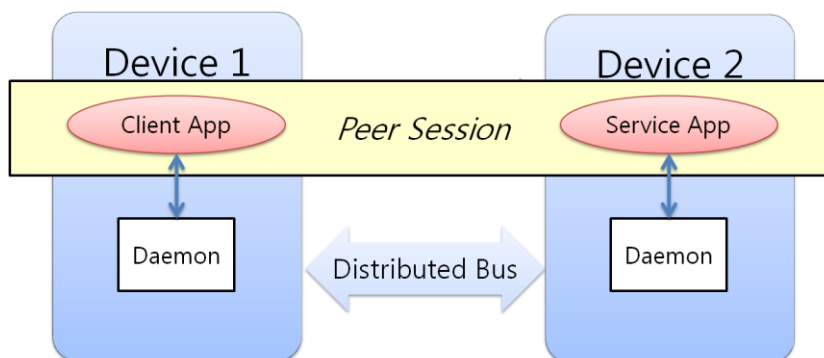 Device 1
Device 2
Client App
Peer Session
Service App
Daemon
Distributed Bus
Daemon